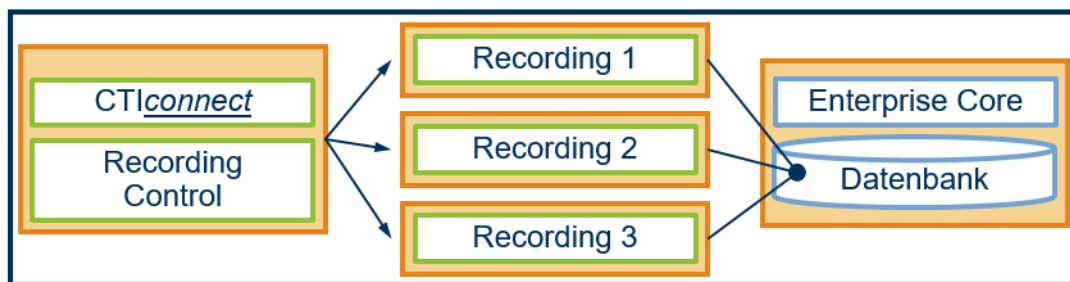 CTIconnect
Recording
Control
Recording 1
Recording 2
Recording 3
Enterprise Core
Datenbank